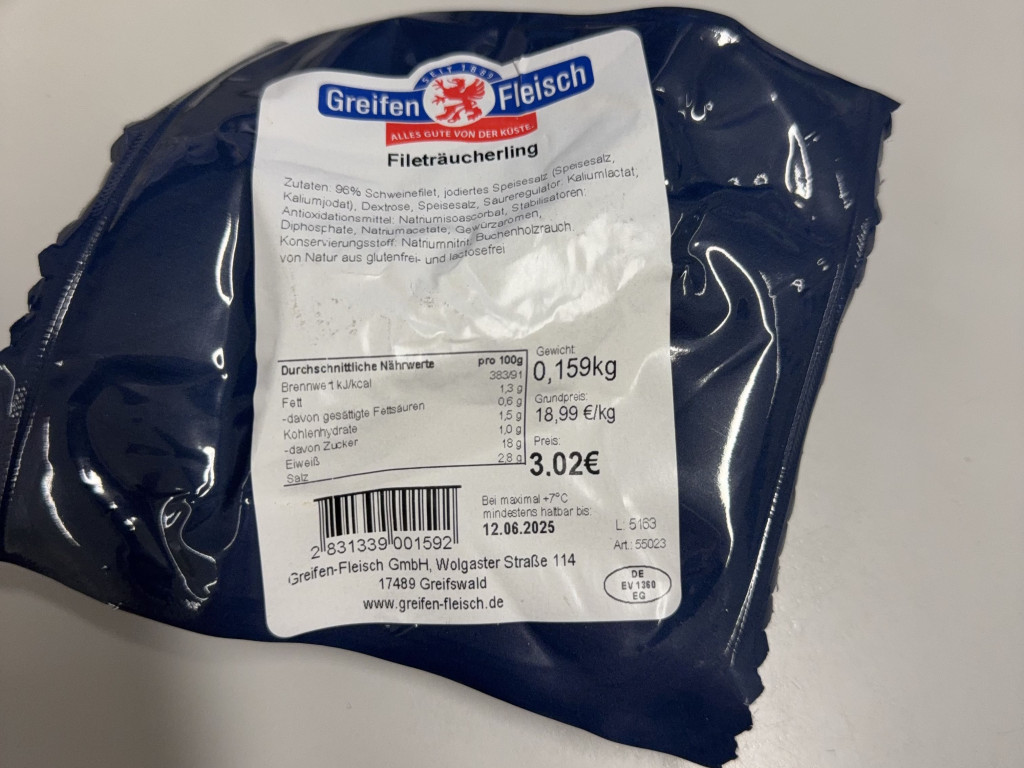 SEIT 1897
Greifen Fleisch
ALLES GUTE VON DER KÜSTE.
Fileträucherling
Zutaten: 96% Schweinefilet, jodiertes Speisesalz (Speisesalz,
Kaliumjodat), Dextrose, Speisesalz, Säureregulator: Kaliumlactat,
Antioxidationsmittel: Natriumisoascorbat, Stabilisatoren:
Diphosphate, Natriumacetate, Gewürzaromen,
Konservierungsstoff: Natriumnitrit, Buchenholzrauch.
von Natur aus glutenfrei- und lactosefrei
Durchschnittliche Nährwerte pro 100g
Brennwe 1 kJ/kcal 383/91
Fett 1,3 g
-davon gesättigte Fettsäuren 0,6 g
Kohlenhydrate 1,5 g
-davon Zucker 1,0 g
Eiweiß 18 g
Salz 2,8 g
Gewicht:
0,159kg
Grundpreis:
18,99 €/kg
Preis:
3.02€
Bei maximal +7°C
mindestens haltbar bis:
12.06.2025
L: 5163
Art.: 55023
2 831339 001592
Greifen-Fleisch GmbH, Wolgaster Straße 114
17489 Greifswald
www.greifen-fleisch.de
DE
EV 1360
EG